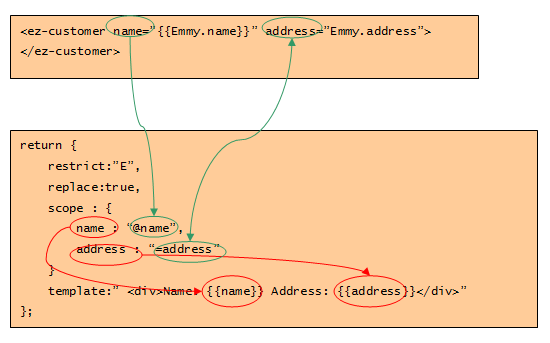 <ez-customer name=”{{Emmy.name}}” address=”Emmy.address”>
</ez-customer>
return {
restrict:”E”,
replace:true,
scope : {
name : “@name”,
address : “=address”
}
template:” <div>Name: {{name}} Address: {{address}}</div>”
};